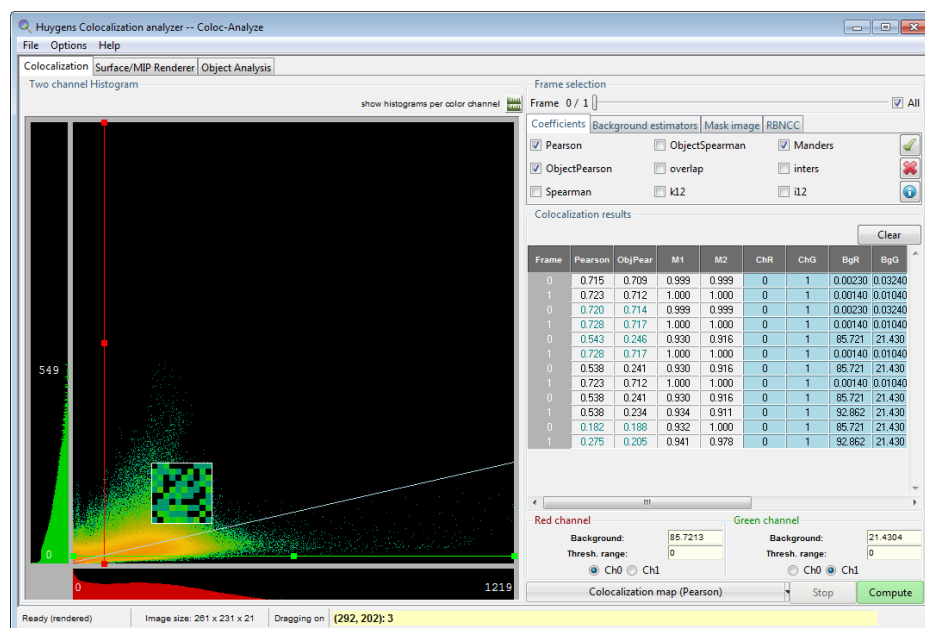 Huygens Colocalization analyzer -- Coloc-Analyze
File Options Help
Colocalization Surface/MIP Renderer Object Analysis
Two channel Histogram
show histograms per color channel
549
0
0
1219
Frame selection
Frame 0 / 1 All
Coefficients Background estimators Mask image RBNCC
Pearson ObjectSpearman Manders
ObjectPearson overlap inters
Spearman k12 i12
Colocalization results
Clear
Frame Pearson ObjPear M1 M2 ChR ChG BgR BgG
0 0.715 0.709 0.999 0.999 0 1 0.00230 0.03240
1 0.723 0.712 1.000 1.000 0 1 0.00140 0.01040
0 0.720 0.714 0.999 0.999 0 1 0.00230 0.03240
1 0.728 0.717 1.000 1.000 0 1 0.00140 0.01040
0 0.543 0.246 0.930 0.916 0 1 85.721 21.430
1 0.728 0.717 1.000 1.000 0 1 0.00140 0.01040
0 0.538 0.241 0.930 0.916 0 1 85.721 21.430
1 0.723 0.712 1.000 1.000 0 1 0.00140 0.01040
0 0.538 0.241 0.930 0.916 0 1 85.721 21.430
1 0.538 0.234 0.934 0.911 0 1 92.862 21.430
0 0.182 0.188 0.932 1.000 0 1 85.721 21.430
1 0.275 0.205 0.941 0.978 0 1 92.862 21.430
Red channel Green channel
Background: 85.7213 Background: 21.4304
Thresh. range: 0 Thresh. range: 0
Ch0 Ch1 Ch0 Ch1
Colocalization map (Pearson) Stop Compute
Ready (rendered) Image size: 261 x 231 x 21 Dragging on (292, 202): 3